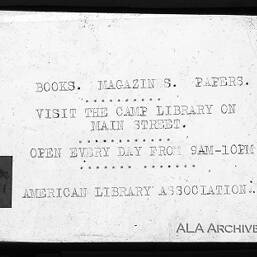 BOOKS. MAGAZIN S. PAPERS.
..........
VISIT THE CAMP LIBRARY ON
MAIN STREET.
............
OPEN EVERY DAY FROM 9AM-10PM
....... .......
AMERICAN LIBRARY ASSOCIATION..
ALA Archives